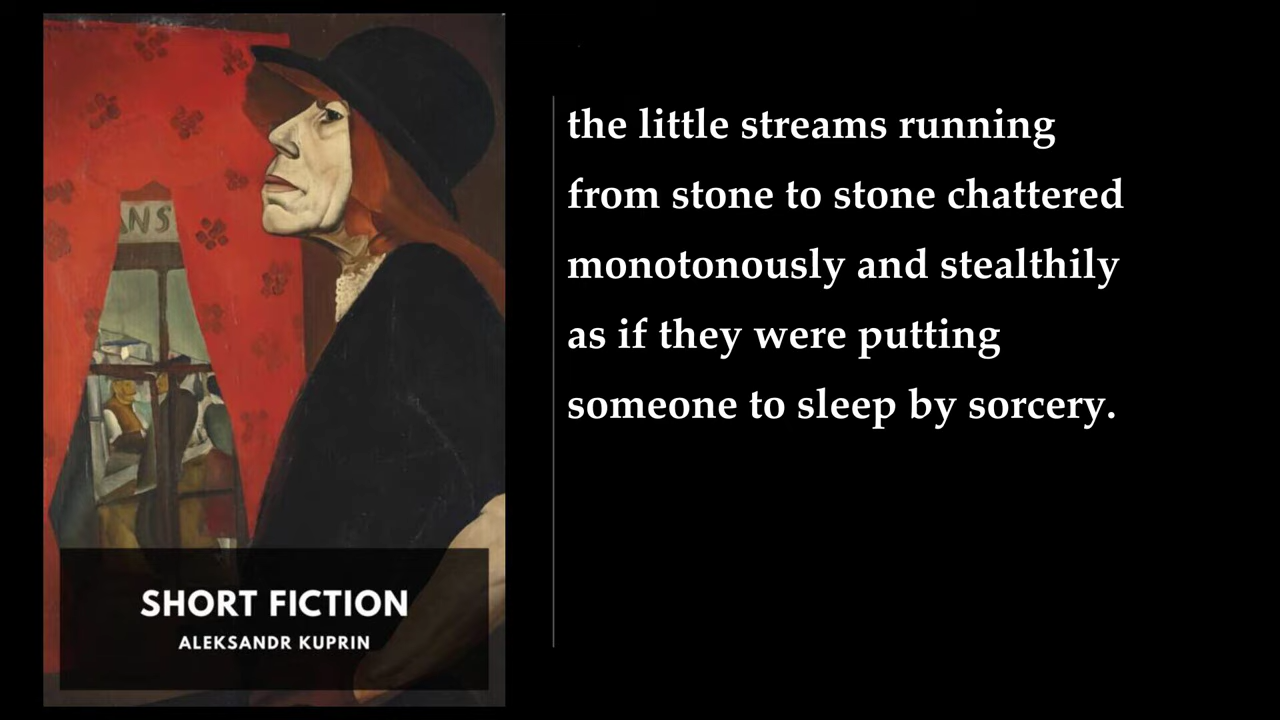 ANS
SHORT FICTION
ALEKSANDR KUPRIN
the little streams running
from stone to stone chattered
monotonously and stealthily
as if they were putting
someone to sleep by sorcery.